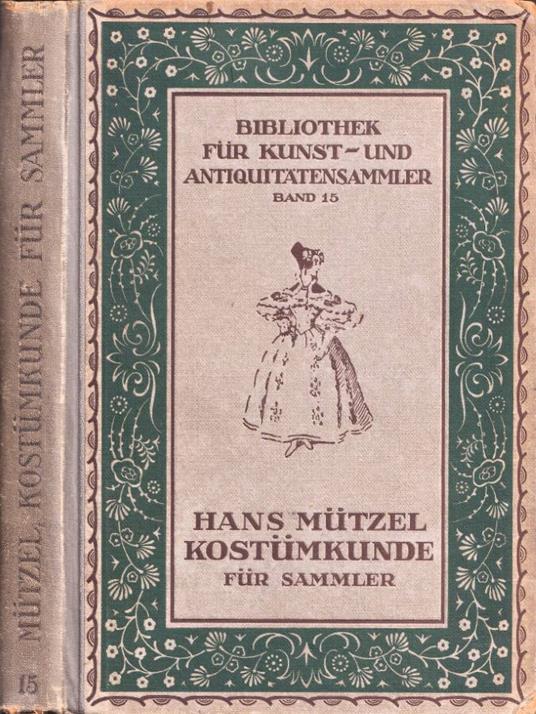 MÜTZEL, KOSTÜMKUNDE FÜR SAMMLER
15
BIBLIOTHEK
FÜR KUNST- UND
ANTIQUITÄTENSAMMLER
BAND 15
HANS MÜTZEL
KOSTÜMKUNDE
FÜR SAMMLER